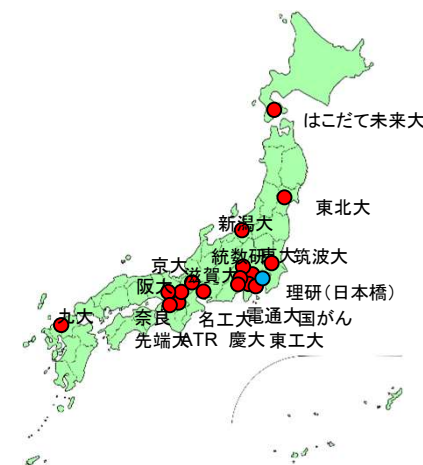 はこだて未来大
東北大
新潟大
統数研
東大
筑波大
京大
滋賀大
阪大
理研（日本橋）
九大
奈良
先端大
名工大
電通大
国がん
ATR
慶大
東工大